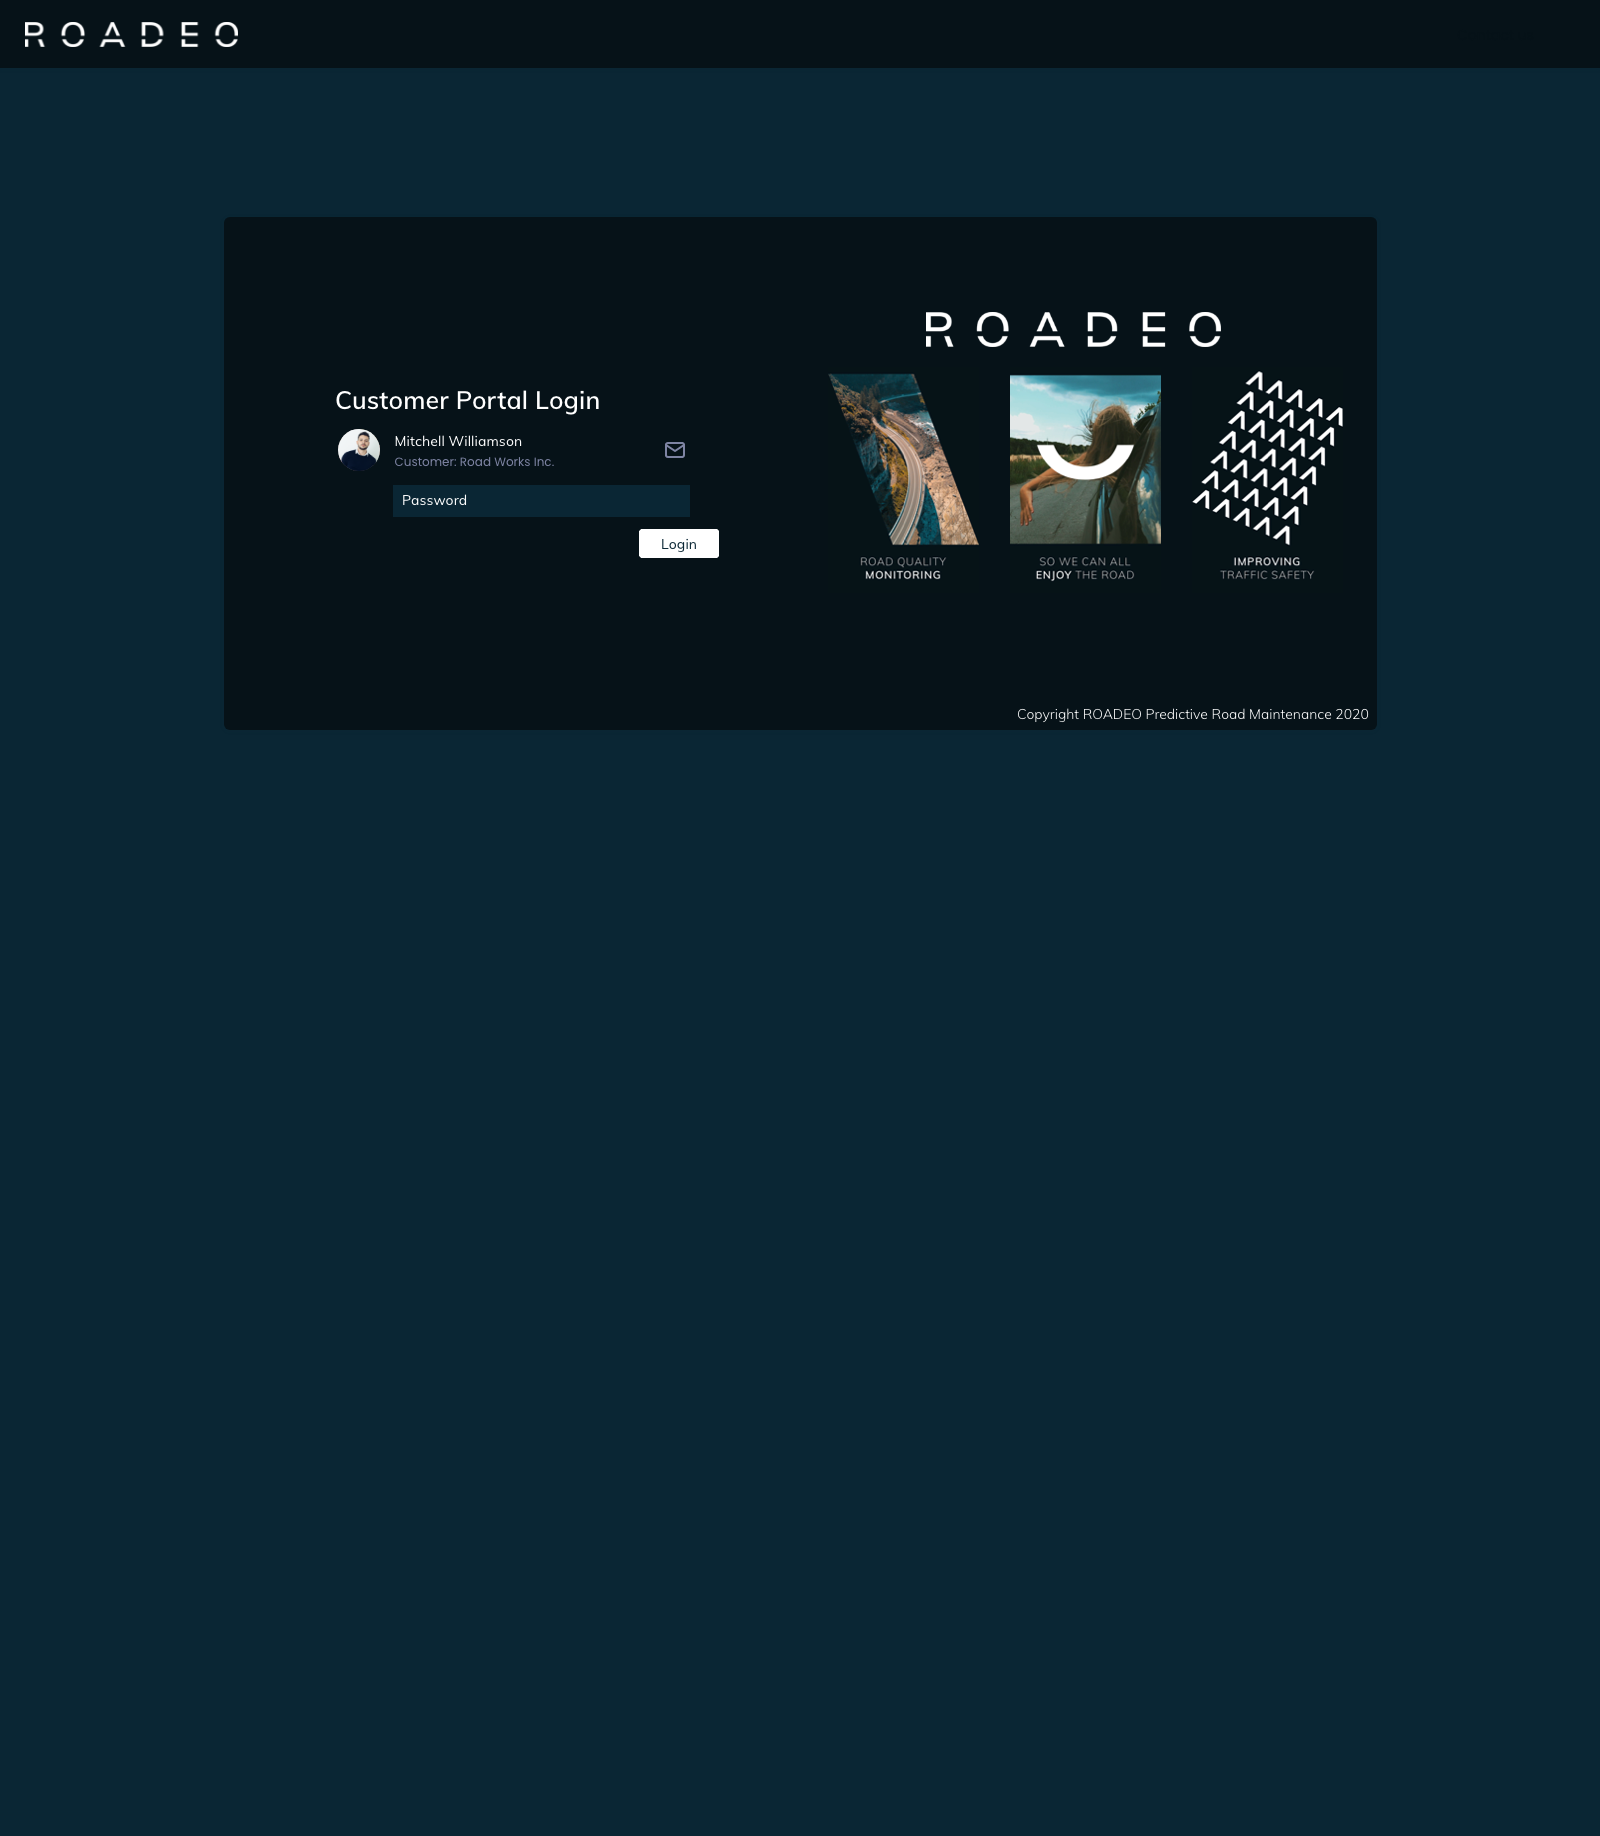 ROADEO
ROADEO
Customer Portal Login
Mitchell Williamson
Customer: Road Works Inc.
Password
Login
ROAD QUALITY
MONITORING
SO WE CAN ALL
ENJOY THE ROAD
IMPROVING
TRAFFIC SAFETY
Copyright ROADEO Predictive Road Maintenance 2020